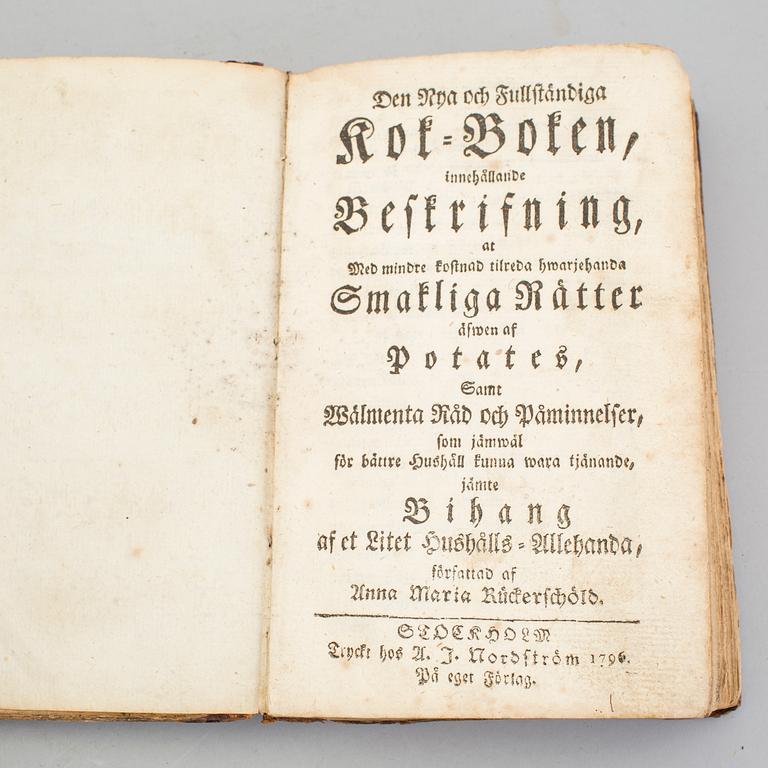 Den Nya och Fullständiga
Kok-Boken,
innehållande
Beskrifning,
at
Med mindre kostnad tilreda hwarjehanda
Smakliga Rätter
äfwen af
Potates,
Samt
Wälmenta Råd och Påminnelser,
som jämwäl
för bättre Hushåll kunna wara tjänande,
jämte
Bihang
af et Litet Hushålls-Allehanda,
författad af
Anna Maria Rückerschöld.
STOCKHOLM
Tryckt hos A. J. Nordström 1796.
På eget Förlag.